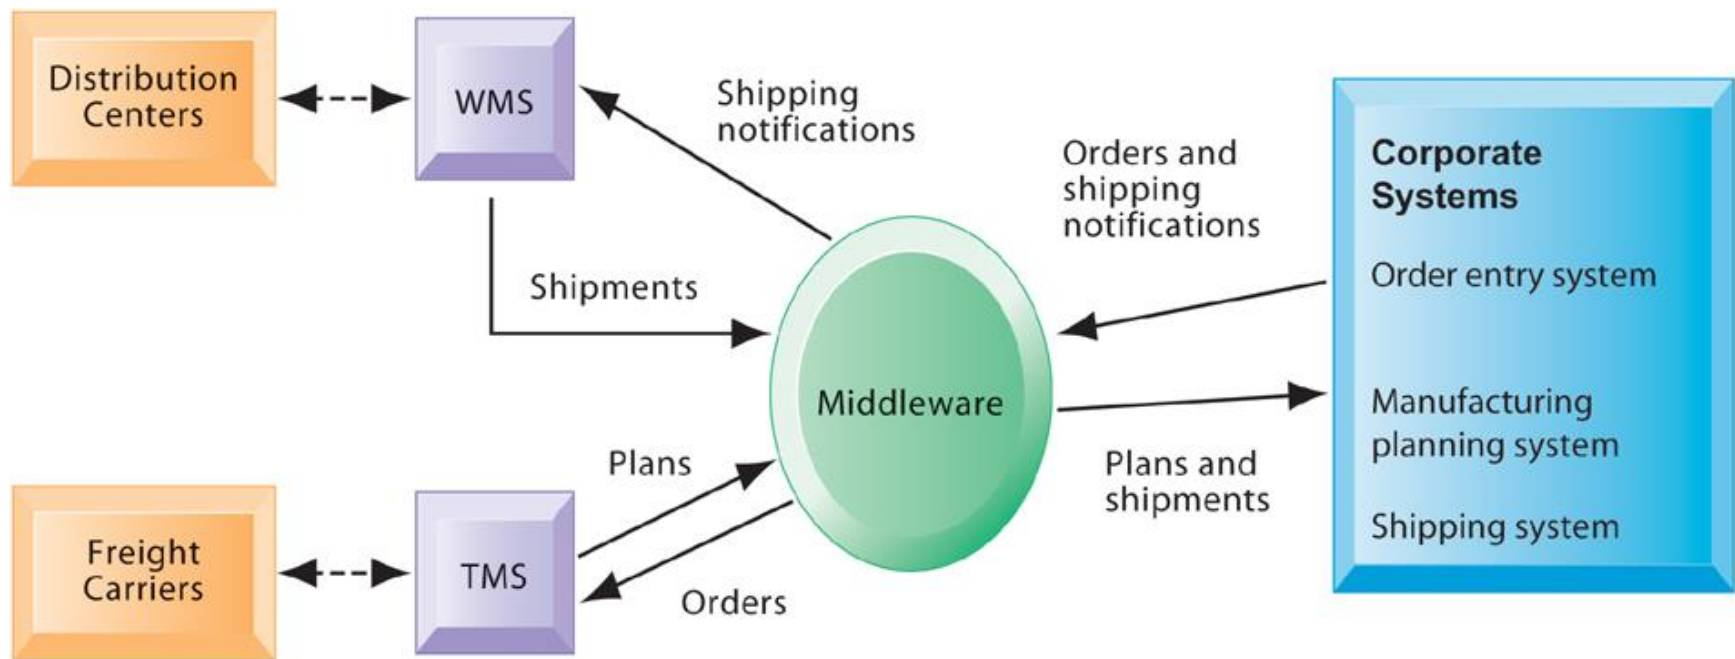 Distribution
Centers
WMS
Shipping
notifications
Orders and
shipping
notifications
Corporate
Systems
Order entry system
Shipments
Middleware
Manufacturing
planning system
Plans
Plans and
shipments
Shipping system
Freight
Carriers
TMS
Orders